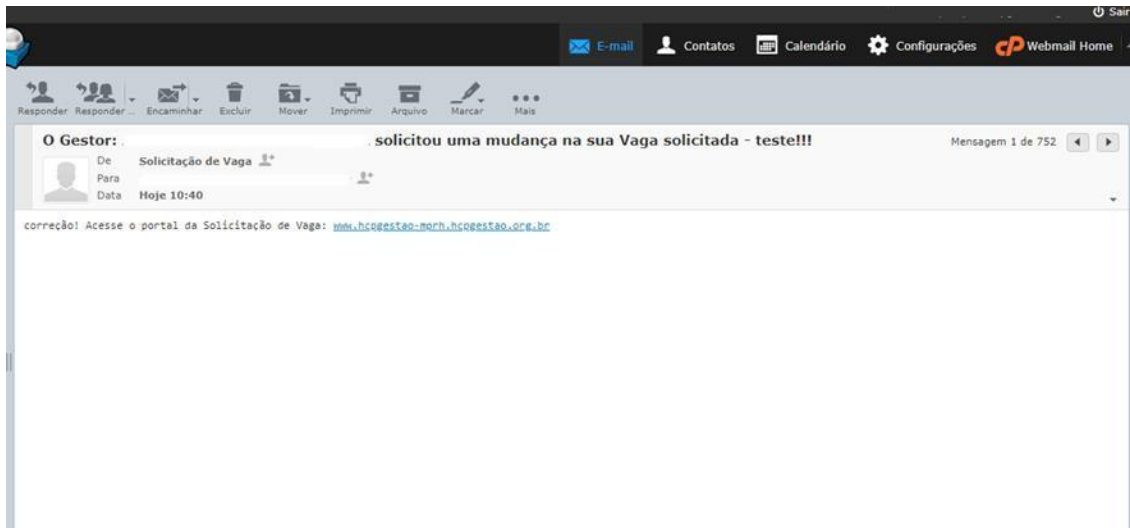 Sair
E-mail Contatos Calendário Configurações cP Webmail Home
Responder Responder ... Encaminhar Excluir Mover Imprimir Arquivo Marcar Mais
O Gestor: . . solicitou uma mudança na sua Vaga solicitada - teste!!! Mensagem 1 de 752
De Solicitação de Vaga
Para
Data Hoje 10:40
correção! Acesse o portal da Solicitação de Vaga: www.hcpgestao-mprh.hcpgestao.org.br